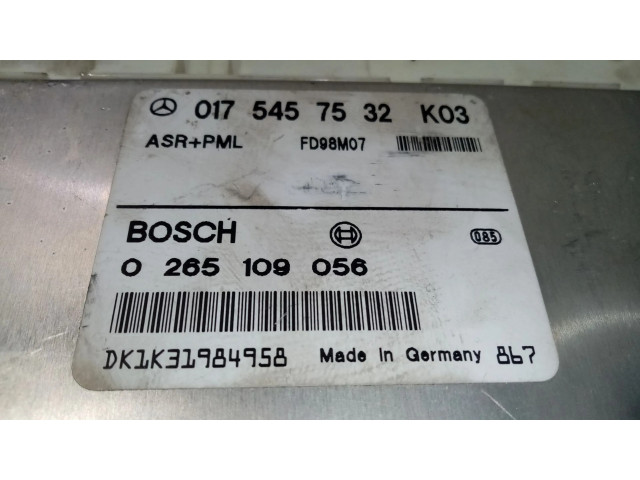 017 545 75 32 K03
ASR+PML FD98M07
BOSCH 085
0 265 109 056
DK1K31984958 Made in Germany 867